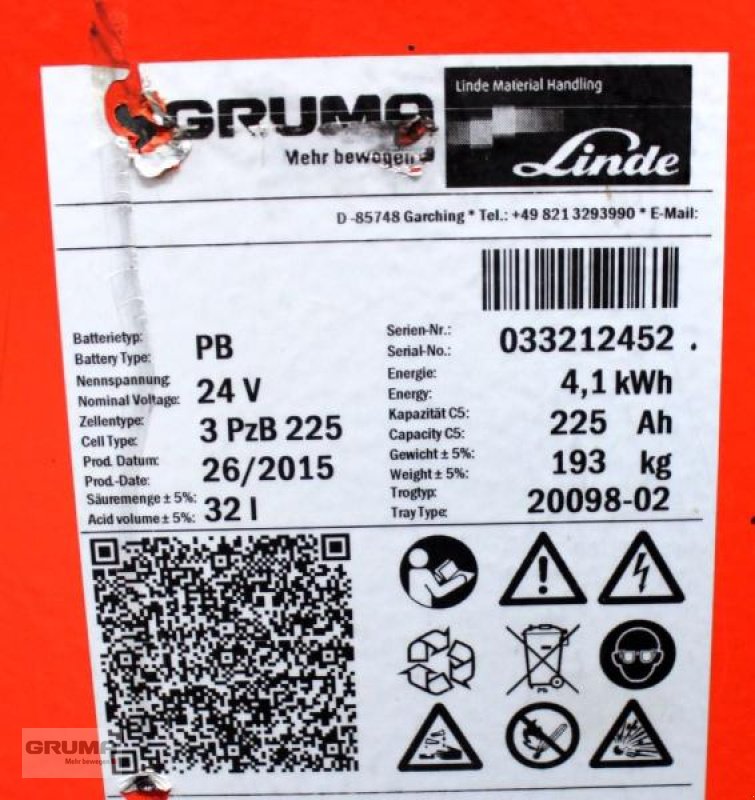 GRUMA
Mehr bewegen
Linde Material Handling
Linde
D -85748 Garching * Tel.: +49 821 3293990 * E-Mail:
Batterietyp:
Battery Type: PB
Nennspannung:
Nominal Voltage: 24 V
Zellentype:
Cell Type: 3 PzB 225
Prod. Datum:
Prod.-Date: 26/2015
Säuremenge ± 5%:
Acid volume ± 5%: 32 l
Serien-Nr.:
Serial-No.: 033212452 .
Energie:
Energy: 4,1 kWh
Kapazität C5:
Capacity C5: 225 Ah
Gewicht ± 5%:
Weight ± 5%: 193 kg
Trogtyp:
Tray Type: 20098-02
GRUMA
Mehr bewegen